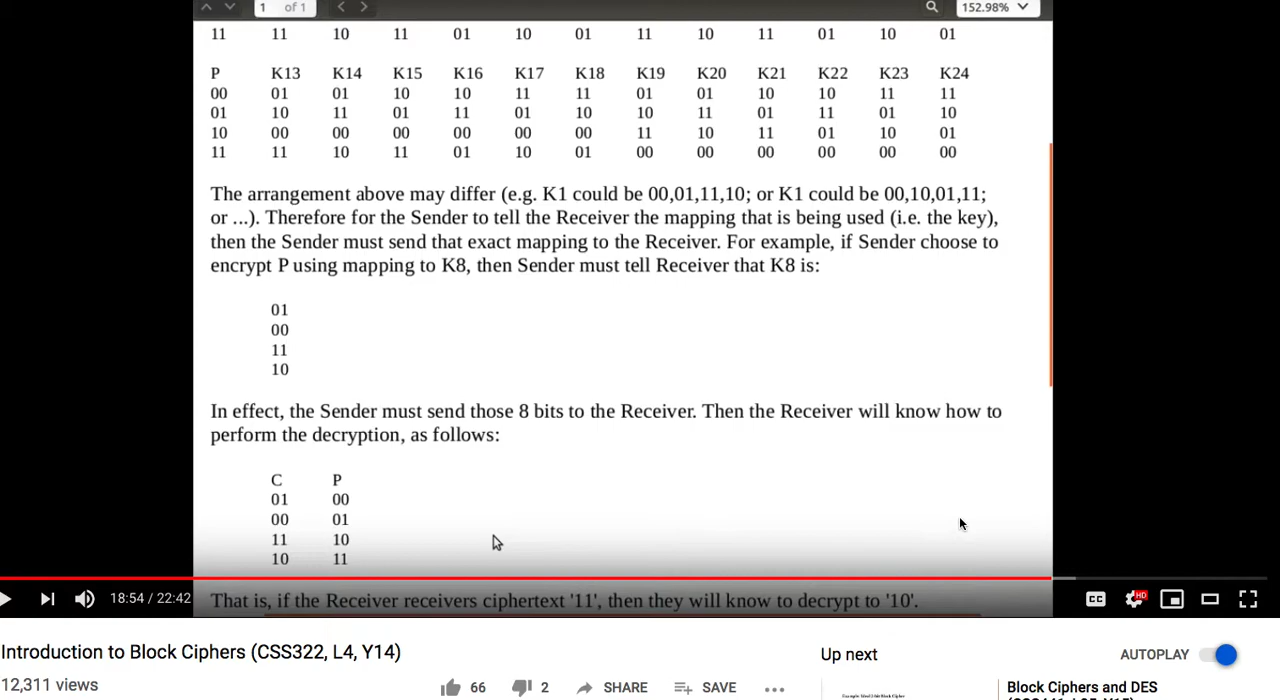 1 of 1 152.98%
11 11 10 11 01 10 01 11 10 11 01 10 01
P K13 K14 K15 K16 K17 K18 K19 K20 K21 K22 K23 K24
00 01 01 10 10 11 11 01 01 10 10 11 11
01 10 11 01 11 01 10 10 11 01 11 01 10
10 00 00 00 00 00 00 11 10 11 01 10 01
11 11 10 11 01 10 01 00 00 00 00 00 00
The arrangement above may differ (e.g. K1 could be 00,01,11,10; or K1 could be 00,10,01,11;
or ...). Therefore for the Sender to tell the Receiver the mapping that is being used (i.e. the key),
then the Sender must send that exact mapping to the Receiver. For example, if Sender choose to
encrypt P using mapping to K8, then Sender must tell Receiver that K8 is:
01
00
11
10
In effect, the Sender must send those 8 bits to the Receiver. Then the Receiver will know how to
perform the decryption, as follows:
C P
01 00
00 01
11 10
10 11
That is, if the Receiver receivers ciphertext '11', then they will know to decrypt to '10'.
18:54 / 22:42
CC HD
Introduction to Block Ciphers (CSS322, L4, Y14)
12,311 views
66 2 SHARE SAVE
Up next AUTOPLAY
Block Ciphers and DES